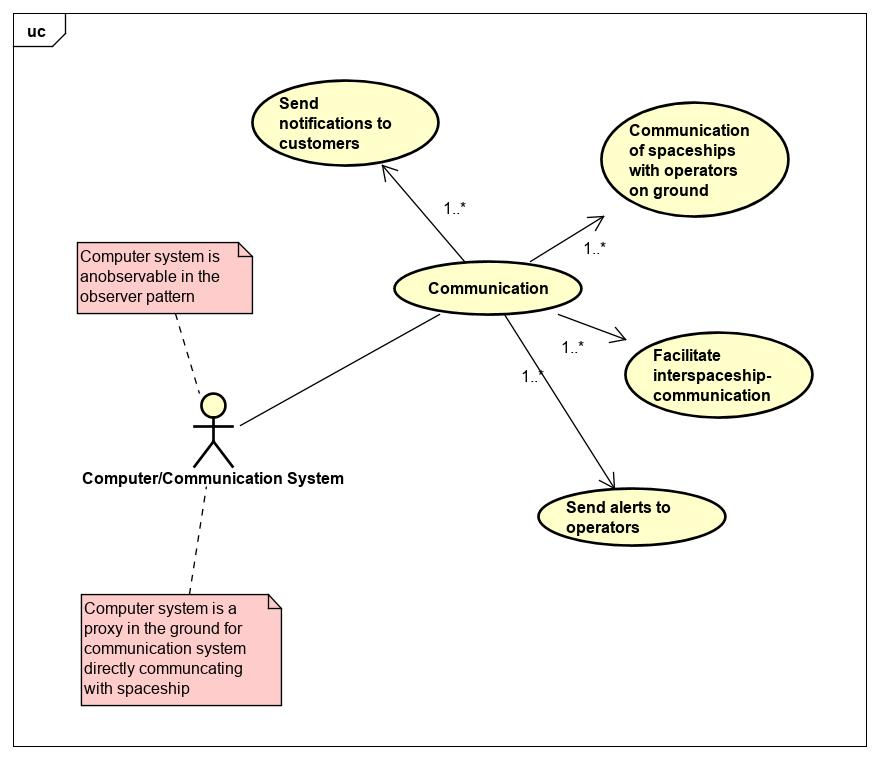 uc
Send
notifications to
customers
Communication
of spaceships
with operators
on ground
1..*
1..*
Computer system is
anobservable in the
observer pattern
Communication
1..*
1..*
Facilitate
interspaceship-
communication
Computer/Communication System
Send alerts to
operators
Computer system is a
proxy in the ground for
communication system
directly communcating
with spaceship